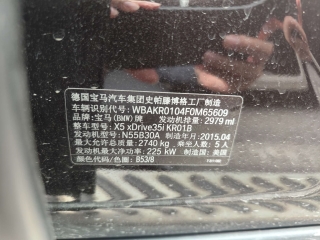 德国宝马汽车集团史帕滕博格工厂制造
车辆识别代号: WBAKR0104F0M65609
品牌: 宝马(BMW)牌 发动机排量: 2979 ml
整车型号: X5 xDrive35i KR01B
发动机型号: N55B30A 制造年月: 2015.04
最大允许总质量: 2740 kg 乘坐人数: 5 人
发动机最大净功率: 225 kW 制造国: 美国
车身颜色代码/色圈: B53/8